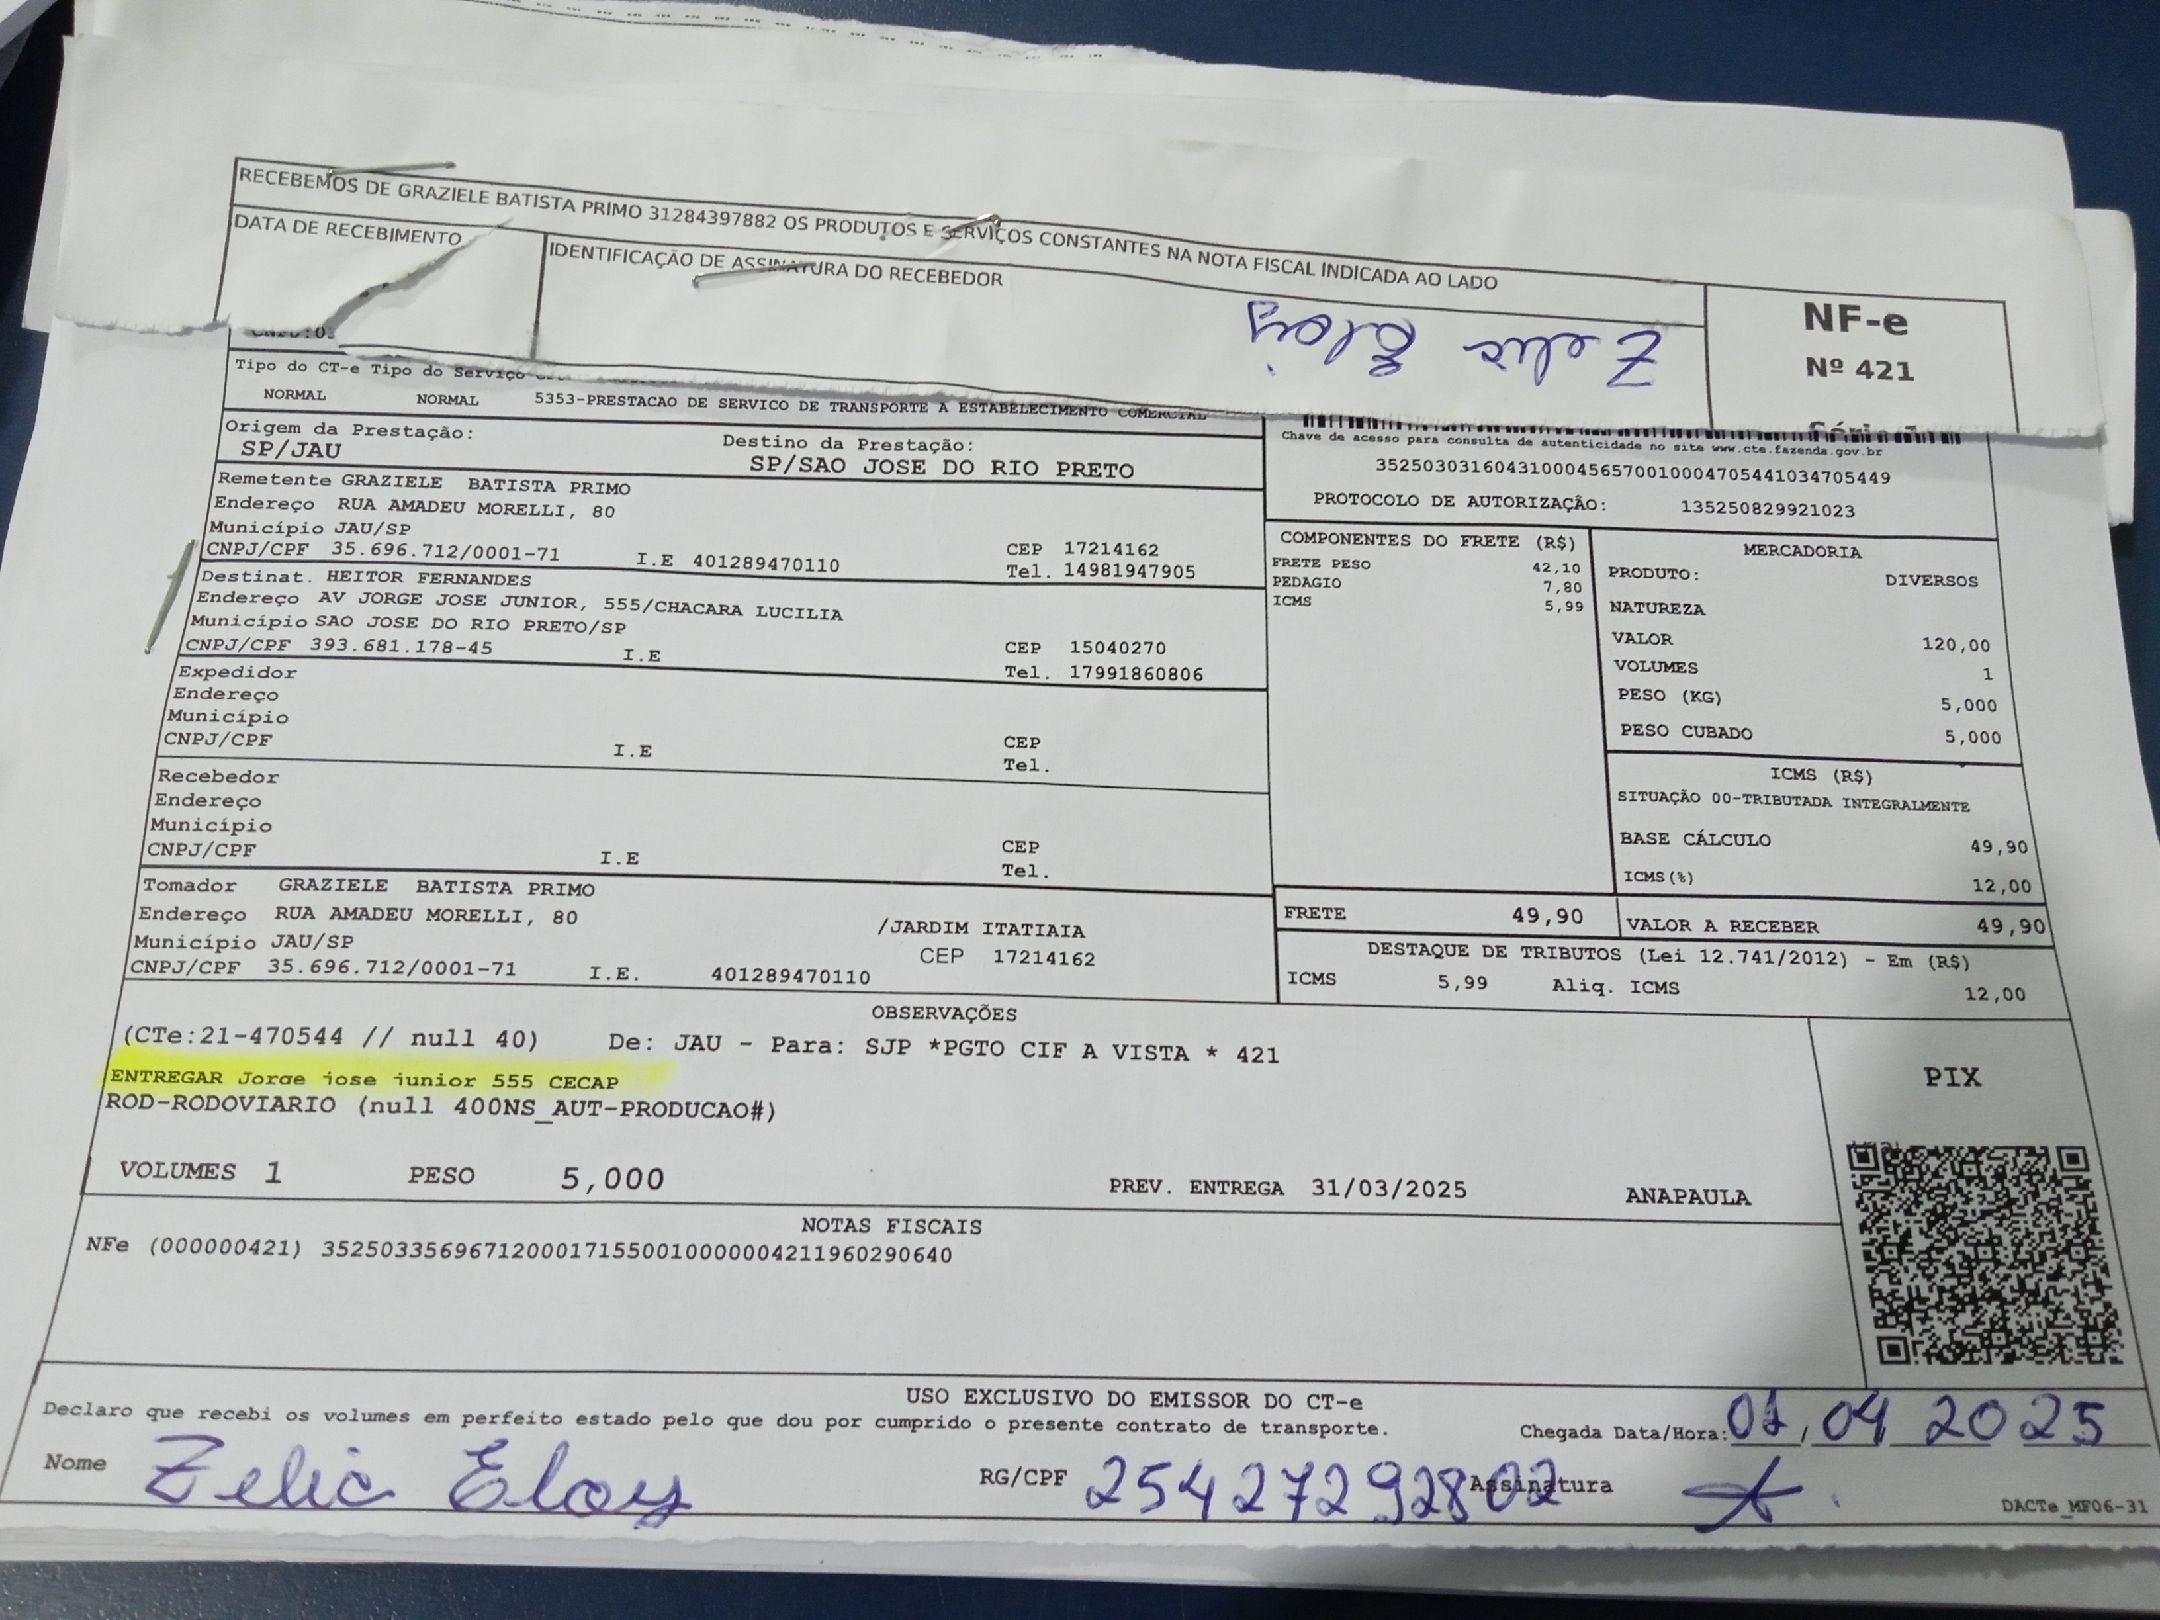 RECEBEMOS DE GRAZIELE BATISTA PRIMO 31284397882 OS PRODUTOS E SERVIÇOS CONSTANTES NA NOTA FISCAL INDICADA AO LADO
DATA DE RECEBIMENTO
IDENTIFICAÇÃO DE ASSINATURA DO RECEBEDOR
Zelia Eloy
NF-e
Nº 421
Tipo do CT-e Tipo do Serviço
NORMAL NORMAL 5353-PRESTACAO DE SERVICO DE TRANSPORTE A ESTABELECIMENTO COMERCIAL
Origem da Prestação: Destino da Prestação:
SP/JAU SP/SAO JOSE DO RIO PRETO
Chave de acesso para consulta de autenticidade no site www.cte.fazenda.gov.br
35250303160431000456570010004705441034705449
PROTOCOLO DE AUTORIZAÇÃO: 135250829921023
Remetente GRAZIELE BATISTA PRIMO
Endereço RUA AMADEU MORELLI, 80
Município JAU/SP
CNPJ/CPF 35.696.712/0001-71 I.E 401289470110
CEP 17214162
Tel. 14981947905
Destinat. HEITOR FERNANDES
Endereço AV JORGE JOSE JUNIOR, 555/CHACARA LUCILIA
Município SAO JOSE DO RIO PRETO/SP
CNPJ/CPF 393.681.178-45 I.E
CEP 15040270
Tel. 17991860806
Expedidor
Endereço
Município
CNPJ/CPF I.E
CEP
Tel.
Recebedor
Endereço
Município
CNPJ/CPF I.E
CEP
Tel.
Tomador GRAZIELE BATISTA PRIMO
Endereço RUA AMADEU MORELLI, 80 /JARDIM ITATIAIA
Município JAU/SP CEP 17214162
CNPJ/CPF 35.696.712/0001-71 I.E. 401289470110
COMPONENTES DO FRETE (R$)
FRETE PESO 42,10
PEDAGIO 7,80
ICMS 5,99
MERCADORIA
PRODUTO: DIVERSOS
NATUREZA
VALOR 120,00
VOLUMES 1
PESO (KG) 5,000
PESO CUBADO 5,000
ICMS (R$)
SITUAÇÃO 00-TRIBUTADA INTEGRALMENTE
BASE CÁLCULO 49,90
ICMS(%) 12,00
FRETE 49,90 VALOR A RECEBER 49,90
DESTAQUE DE TRIBUTOS (Lei 12.741/2012) - Em (R$)
ICMS 5,99 Aliq. ICMS 12,00
OBSERVAÇÕES
(CTe:21-470544 // null 40) De: JAU - Para: SJP *PGTO CIF A VISTA * 421
ENTREGAR Jorge jose junior 555 CECAP
ROD-RODOVIARIO (null 400NS_AUT-PRODUCAO#)
PIX
VOLUMES 1 PESO 5,000 PREV. ENTREGA 31/03/2025 ANAPAULA
NOTAS FISCAIS
NFe (000000421) 35250335696712000171550010000004211960290640
USO EXCLUSIVO DO EMISSOR DO CT-e
Declaro que recebi os volumes em perfeito estado pelo que dou por cumprido o presente contrato de transporte.
Chegada Data/Hora: 01, 04 2025
Nome Zelia Eloy RG/CPF 25427292802 Assinatura
DACTe_MF06-31